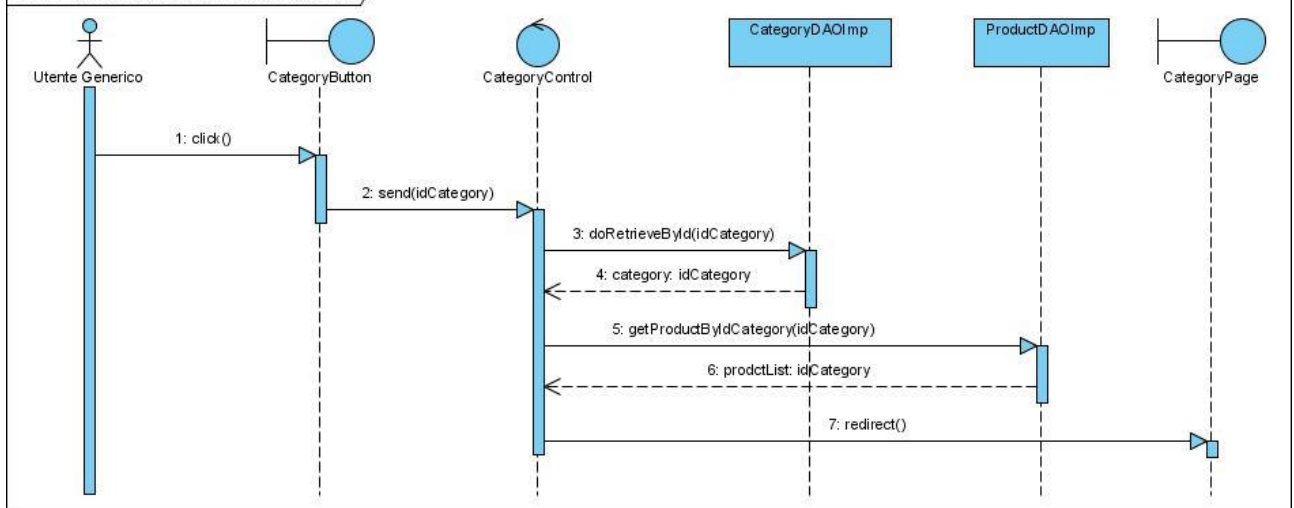 CategoryDAOImp
ProductDAOImp
Utente Generico
CategoryButton
CategoryControl
CategoryPage
1: click()
2: send(idCategory)
3: doRetrieveById(idCategory)
4: category: idCategory
5: getProductByIdCategory(idCategory)
6: prodctList: idCategory
7: redirect()